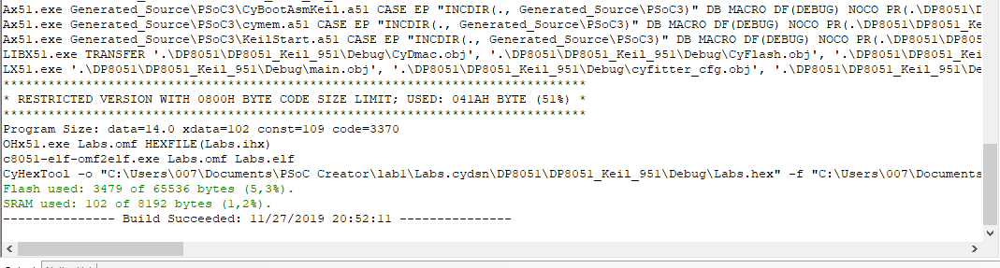 Ax51.exe Generated_Source\PSoC3\CyBootAsmKeil.a51 CASE EP "INCDIR(., Generated_Source\PSoC3)" DB MACRO DF(DEBUG) NOCO PR(.\DP8051\D
Ax51.exe Generated_Source\PSoC3\cymem.a51 CASE EP "INCDIR(., Generated_Source\PSoC3)" DB MACRO DF(DEBUG) NOCO PR(.\DP8051\DP8051_Ke
Ax51.exe Generated_Source\PSoC3\KeilStart.a51 CASE EP "INCDIR(., Generated_Source\PSoC3)" DB MACRO DF(DEBUG) NOCO PR(.\DP8051\DP805
LIBX51.exe TRANSFER '.\DP8051\DP8051_Keil_951\Debug\CyDmac.obj', '.\DP8051\DP8051_Keil_951\Debug\CyFlash.obj', '.\DP8051\DP8051_Kei
LX51.exe '.\DP8051\DP8051_Keil_951\Debug\main.obj', '.\DP8051\DP8051_Keil_951\Debug\cyfitter_cfg.obj', '.\DP8051\DP8051_Keil_951\De
******************************************************************************
* RESTRICTED VERSION WITH 0800H BYTE CODE SIZE LIMIT; USED: 041AH BYTE (51%) *
******************************************************************************
Program Size: data=14.0 xdata=102 const=109 code=3370
OHx51.exe Labs.omf HEXFILE(Labs.ihx)
c8051-elf-omf2elf.exe Labs.omf Labs.elf
CyHexTool -o "C:\Users\007\Documents\PSoC Creator\lab1\Labs.cydsn\DP8051\DP8051_Keil_951\Debug\Labs.hex" -f "C:\Users\007\Documents
Flash used: 3479 of 65536 bytes (5,3%).
SRAM used: 102 of 8192 bytes (1,2%).
--------------- Build Succeeded: 11/27/2019 20:52:11 ---------------